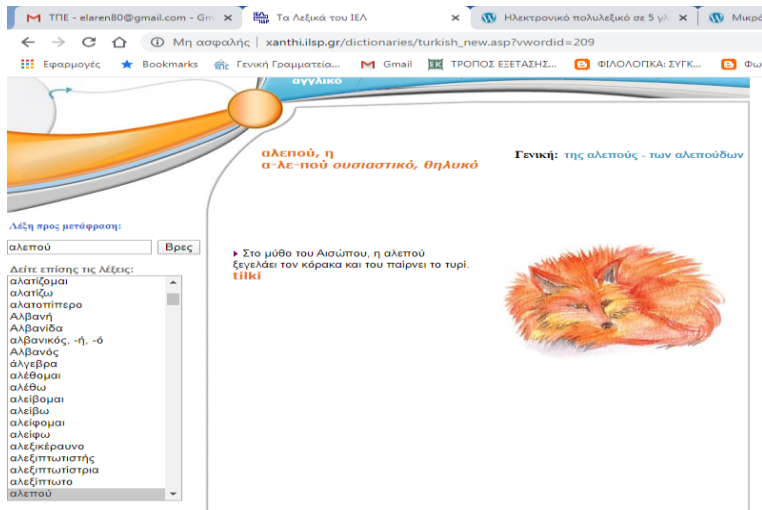 ΤΠΕ - elaren80@gmail.com - Gm
Τα Λεξικά του ΙΕΛ
Ηλεκτρονικό πολυλεξικό σε 5 γλ
Μικρό
Μη ασφαλής | xanthi.ilsp.gr/dictionaries/turkish_new.asp?vwordid=209
Εφαρμογές Bookmarks Γενική Γραμματεία... Gmail ΤΡΟΠΟΣ ΕΞΕΤΑΣΗΣ... ΦΙΛΟΛΟΓΙΚΑ: ΣΥΓΚ... Φω
αγγλικό
αλεπού, η
α-λε-πού ουσιαστικό, θηλυκό
Γενική: της αλεπούς - των αλεπούδων
Λέξη προς μετάφραση:
αλεπού Βρες
Στο μύθο του Αισώπου, η αλεπού
ξεγελάει τον κόρακα και του παίρνει το τυρί.
tilki
Δείτε επίσης τις Λέξεις:
αλατίζομαι
αλατίζω
αλατοπίπερο
Αλβανή
Αλβανίδα
αλβανικός, -ή, -ό
Αλβανός
άλγεβρα
αλέθομαι
αλέθω
αλείβομαι
αλείβω
αλείφομαι
αλείφω
αλεξικέραυνο
αλεξιπτωτιστής
αλεξιπτωτίστρια
αλεξίπτωτο
αλεπού